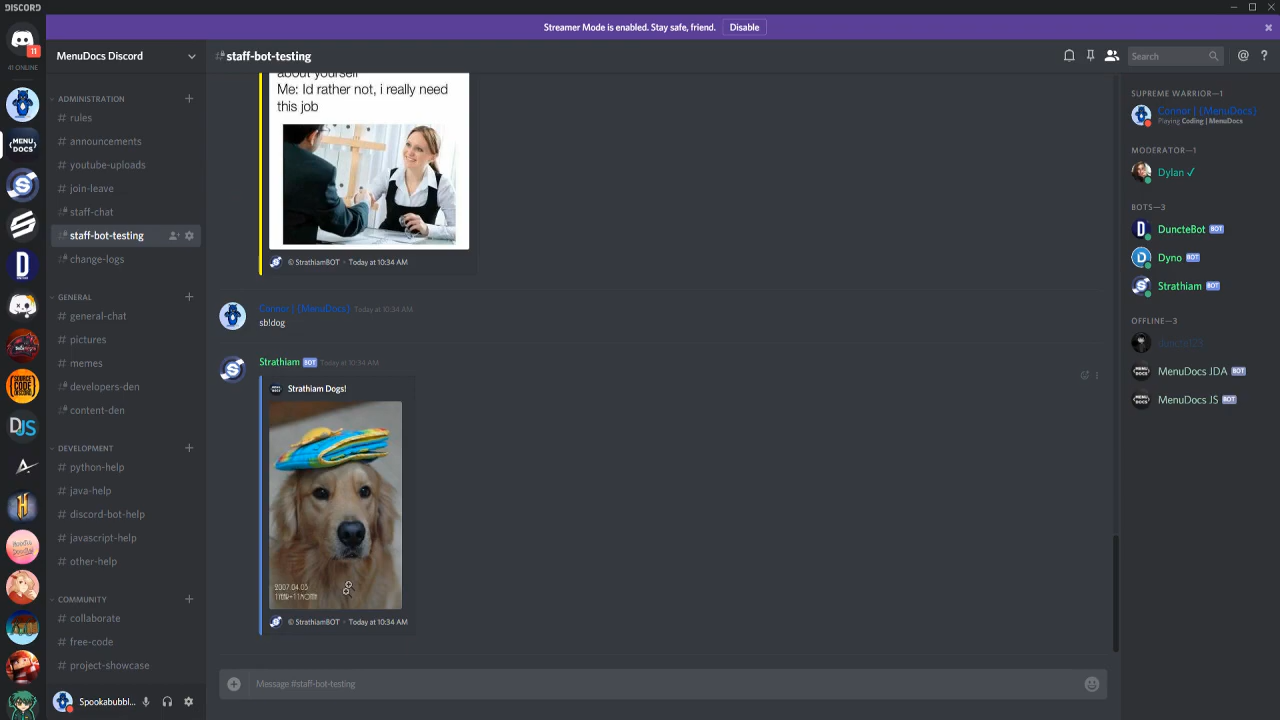 DISCORD
Streamer Mode is enabled. Stay safe, friend.
Disable
11
41 ONLINE
MENU
DOCS
MenuDocs Discord
ADMINISTRATION
rules
announcements
youtube-uploads
join-leave
staff-chat
staff-bot-testing
change-logs
GENERAL
general-chat
pictures
memes
developers-den
content-den
DEVELOPMENT
python-help
java-help
discord-bot-help
javascript-help
other-help
COMMUNITY
collaborate
free-code
project-showcase
Spookabubbl...
staff-bot-testing
Search
about yourself
Me: Id rather not, i really need
this job
© StrathiamBOT • Today at 10:34 AM
Connor | {MenuDocs} Today at 10:34 AM
sb!dog
Strathiam BOT Today at 10:34 AM
Strathiam Dogs!
2007.04.05
© StrathiamBOT • Today at 10:34 AM
Message #staff-bot-testing
SUPREME WARRIOR—1
Connor | {MenuDocs}
Playing Coding | MenuDocs
MODERATOR—1
Dylan ✓
BOTS—3
DuncteBot BOT
Dyno BOT
Strathiam BOT
OFFLINE—3
MenuDocs JDA BOT
MenuDocs JS BOT